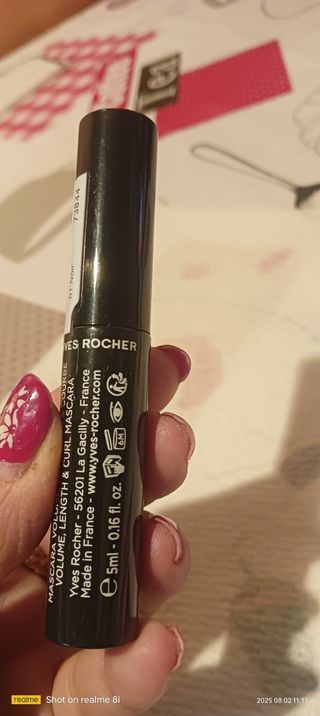 73844
01 Noir
YVES ROCHER
MASCARA VOLU
COURBE
VOLUME, LENGTH & CURL MASCARA
Yves Rocher - 56201 La Gacilly - France
Made in France - www.yves-rocher.com
e 5ml - 0.16 fl. oz.
6M
realme
Shot on realme 8i
2025 08 02 11:33